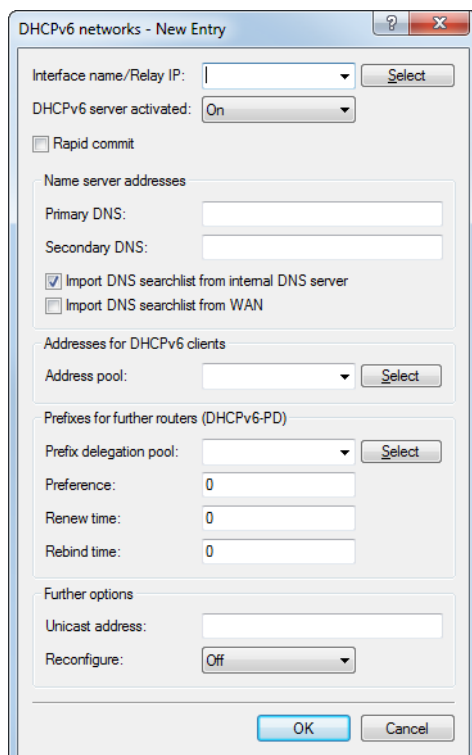 DHCPv6 networks - New Entry
? x
Interface name/Relay IP: Select
DHCPv6 server activated: On
Rapid commit
Name server addresses
Primary DNS:
Secondary DNS:
Import DNS searchlist from internal DNS server
Import DNS searchlist from WAN
Addresses for DHCPv6 clients
Address pool: Select
Prefixes for further routers (DHCPv6-PD)
Prefix delegation pool: Select
Preference: 0
Renew time: 0
Rebind time: 0
Further options
Unicast address:
Reconfigure: Off
OK Cancel